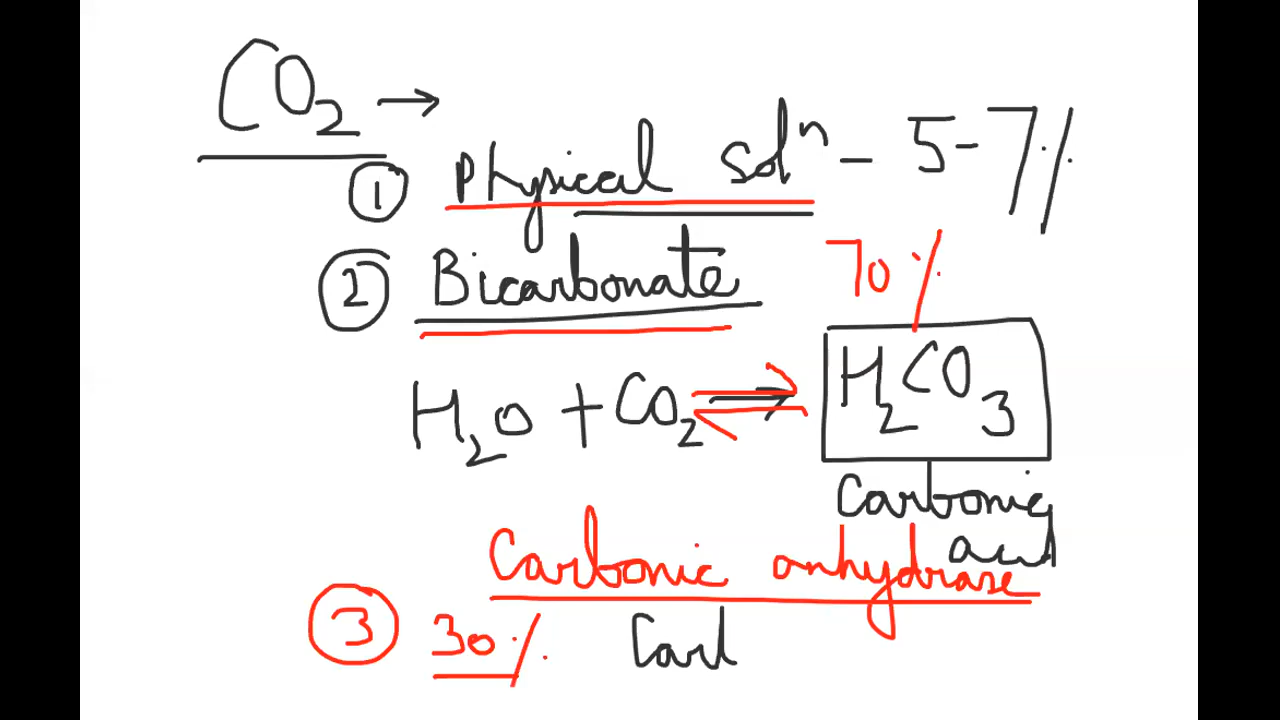 CO2 →
① Physical solⁿ - 5-7%
② Bicarbonate 70%
H2O + CO2 ⇌ H2CO3
Carbonic
acid
Carbonic anhydrase
③ 30% Carb